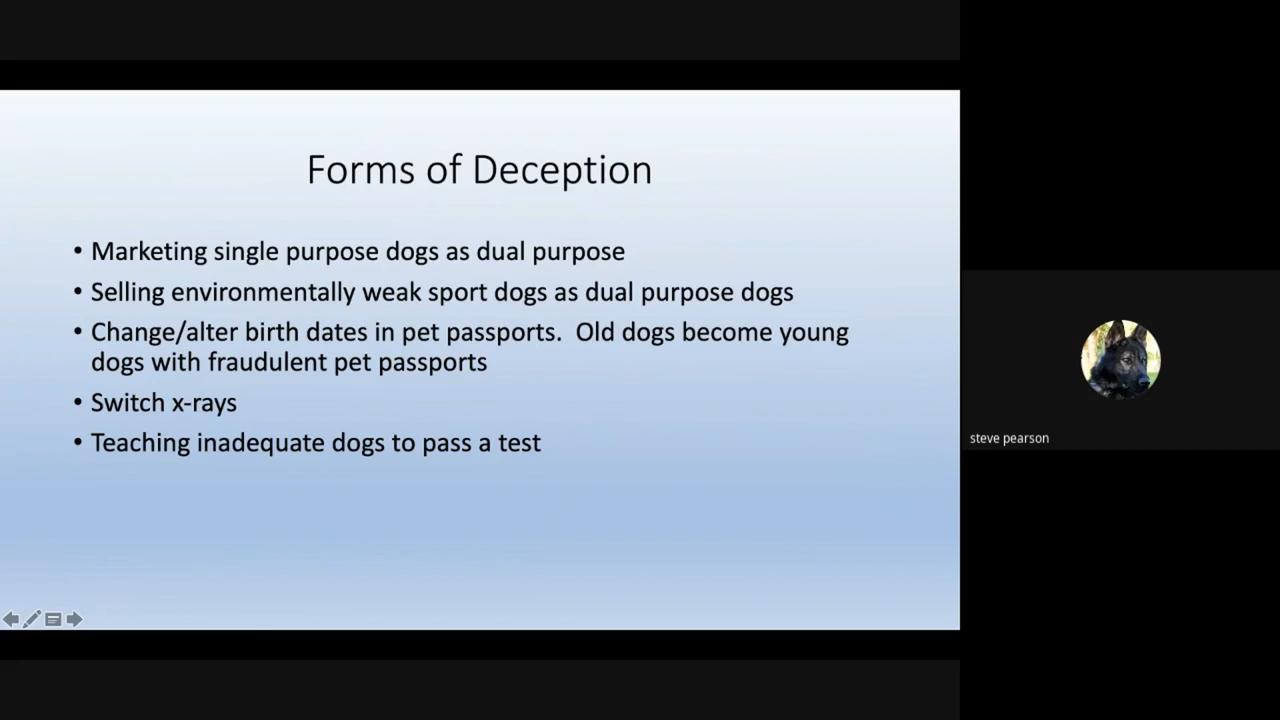 Forms of Deception
• Marketing single purpose dogs as dual purpose
• Selling environmentally weak sport dogs as dual purpose dogs
• Change/alter birth dates in pet passports.  Old dogs become young
dogs with fraudulent pet passports
• Switch x-rays
• Teaching inadequate dogs to pass a test
steve pearson